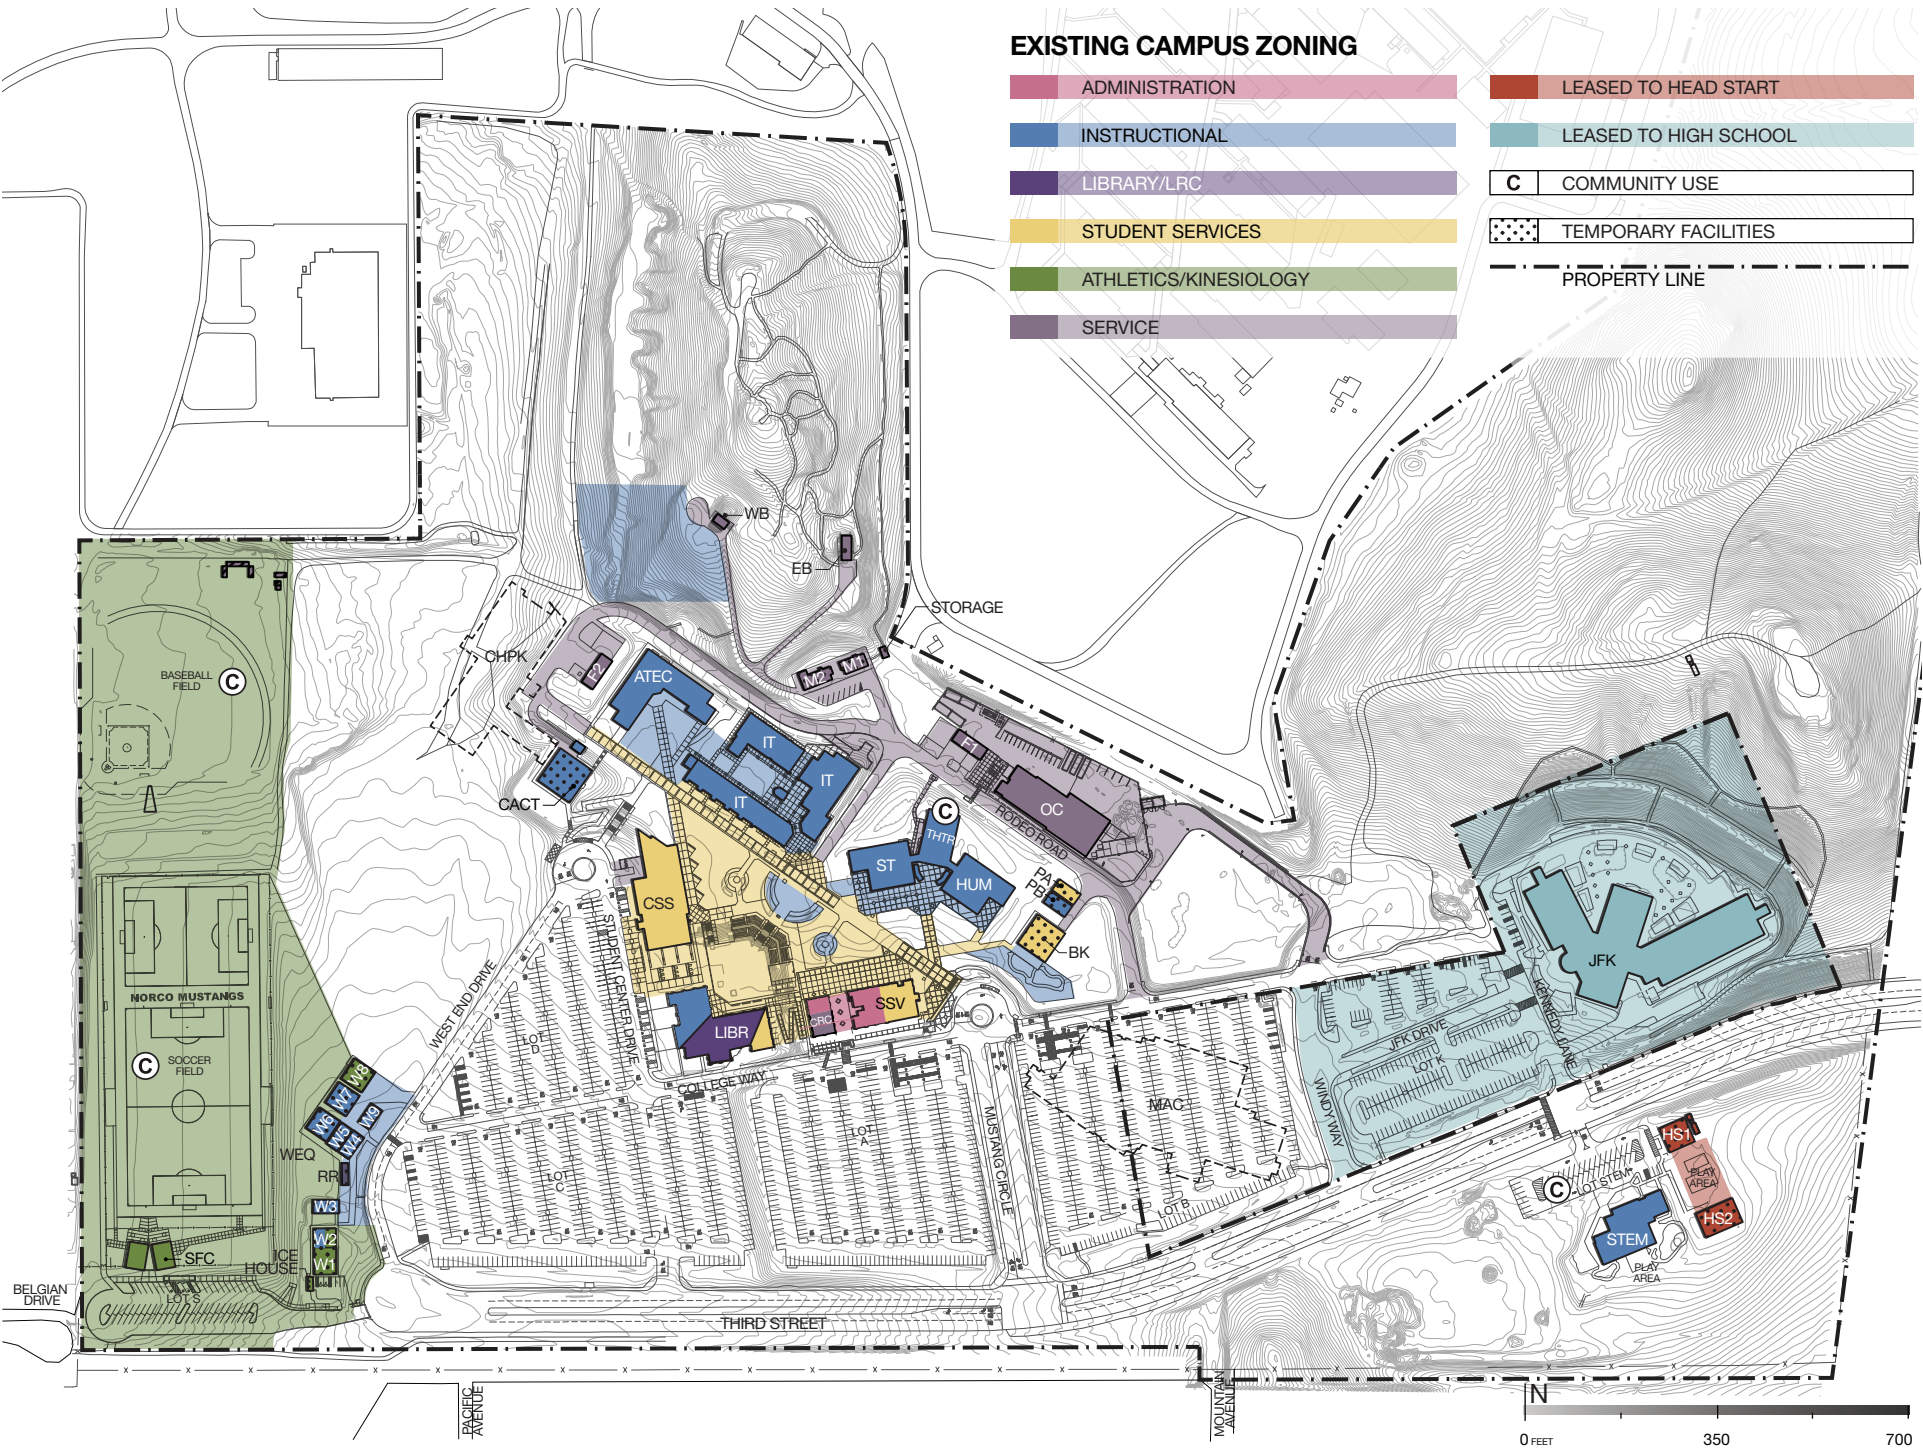 EXISTING CAMPUS ZONING
ADMINISTRATION
INSTRUCTIONAL
LIBRARY/LRC
STUDENT SERVICES
ATHLETICS/KINESIOLOGY
SERVICE
LEASED TO HEAD START
LEASED TO HIGH SCHOOL
C COMMUNITY USE
TEMPORARY FACILITIES
PROPERTY LINE
WB
EB
STORAGE
CHPK
F2
ATEC
M2
M1
BASEBALL
FIELD
C
IT
IT
IT
F1
CACT
OC
RODEO ROAD
C
THTR
ST
HUM
PA
PB
BK
CSS
STUDENT CENTER DRIVE
WEST END DRIVE
JFK
KENNEDY LANE
JFK DRIVE
LOT K
WINDY WAY
NORCO MUSTANGS
SSV
CRC
LIBR
LOT
D
COLLEGE WAY
C
SOCCER
FIELD
W8
W7
W6
W9
W5
W4
WEQ
RR
W3
W2
W1
ICE
HOUSE
SFC
LOT S
LOT
C
LOT
A
MUSTANG CIRCLE
MAC
LOT B
HS1
PLAY
AREA
C
LOT STEM
HS2
STEM
PLAY
AREA
BELGIAN
DRIVE
THIRD STREET
PACIFIC
AVENUE
MOUNTAIN
AVENUE
N
0 FEET
350
700